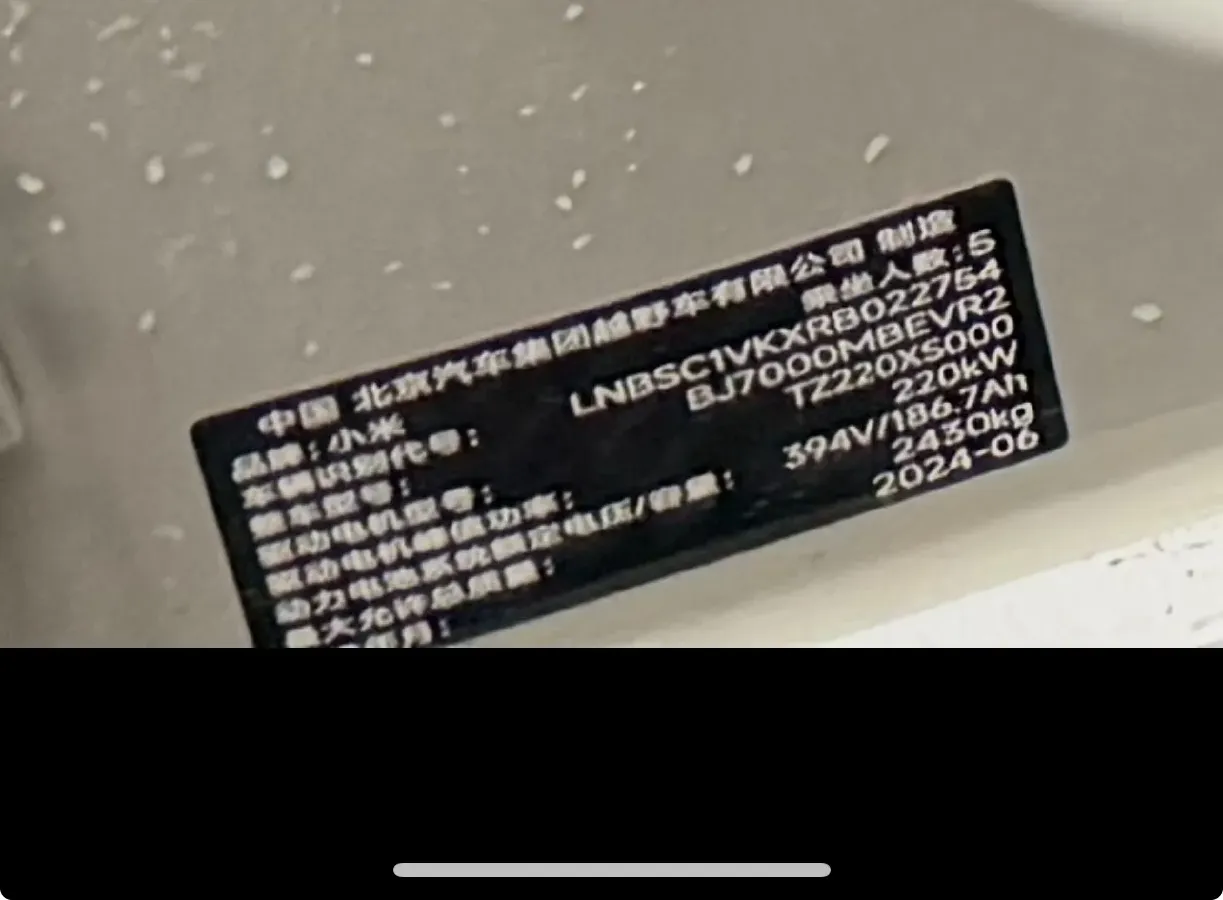 中国 北京汽车集团越野车有限公司 制造
品牌:小米 乘坐人数:5
车辆识别代号: LNBSC1VKXRB022754
整车型号: BJ7000MBEVR2
驱动电机型号: TZ220XS000
驱动电机峰值功率: 220kW
动力电池系统额定电压/容量: 394V/186.7Ah
最大允许总质量: 2430kg
年月: 2024-06